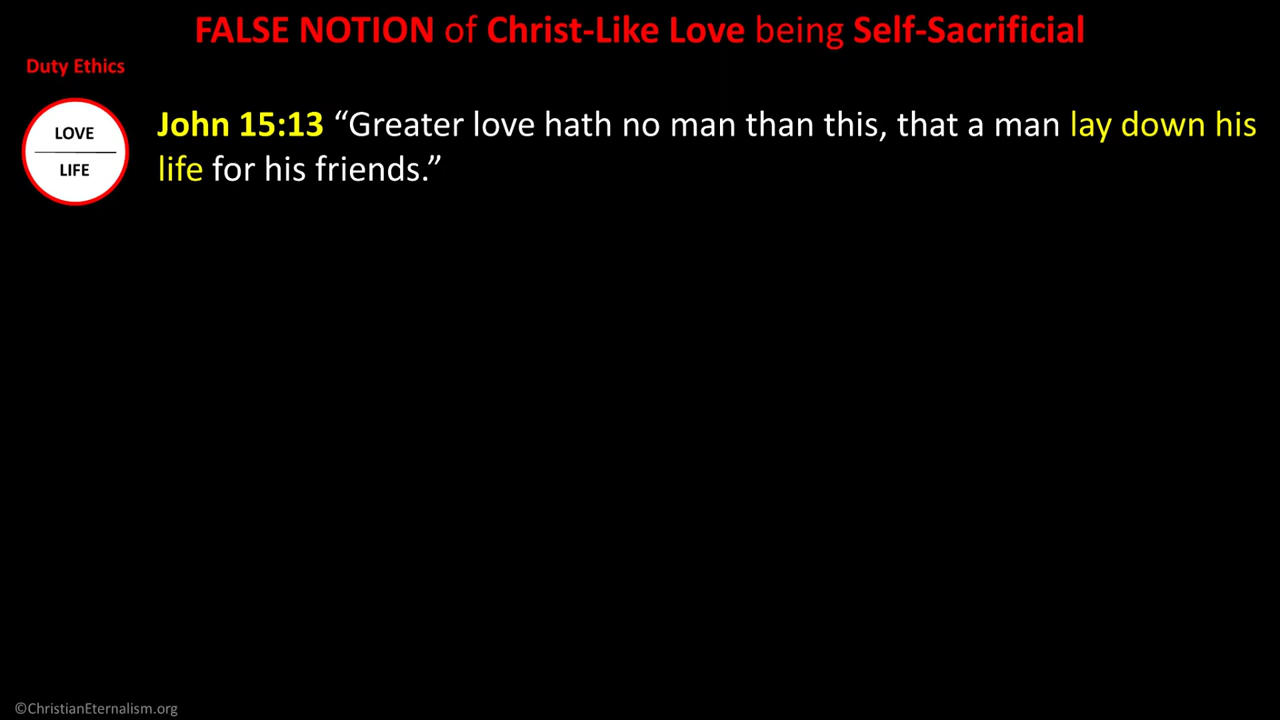 FALSE NOTION of Christ-Like Love being Self-Sacrificial
Duty Ethics
LOVE
LIFE
John 15:13 “Greater love hath no man than this, that a man lay down his
life for his friends.”
©ChristianEternalism.org